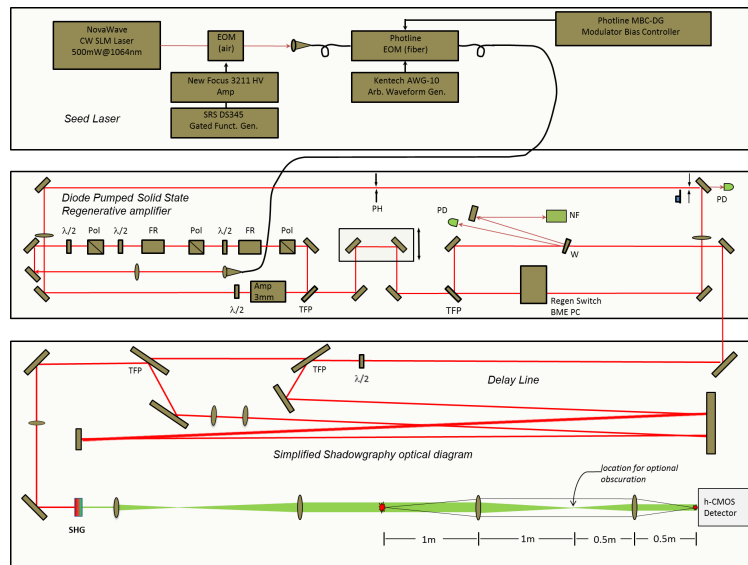 NovaWave
CW SLM Laser
500mW@1064nm
EOM
(air)
Photline
EOM (fiber)
Photline MBC-DG
Modulator Bias Controller
New Focus 3211 HV
Amp
Kentech AWG-10
Arb. Waveform Gen.
SRS DS345
Gated Funct. Gen.
Seed Laser
Diode Pumped Solid State
Regenerative amplifier
PH
PD
PD
NF
W
λ/2
Pol
λ/2
FR
Pol
FR
Pol
Amp
3mm
λ/2
TFP
TFP
Regen Switch
BME PC
TFP
TFP
λ/2
Delay Line
Simplified Shadowgraphy optical diagram
location for optional
obscuration
h-CMOS
Detector
SHG
1m
1m
0.5m
0.5m